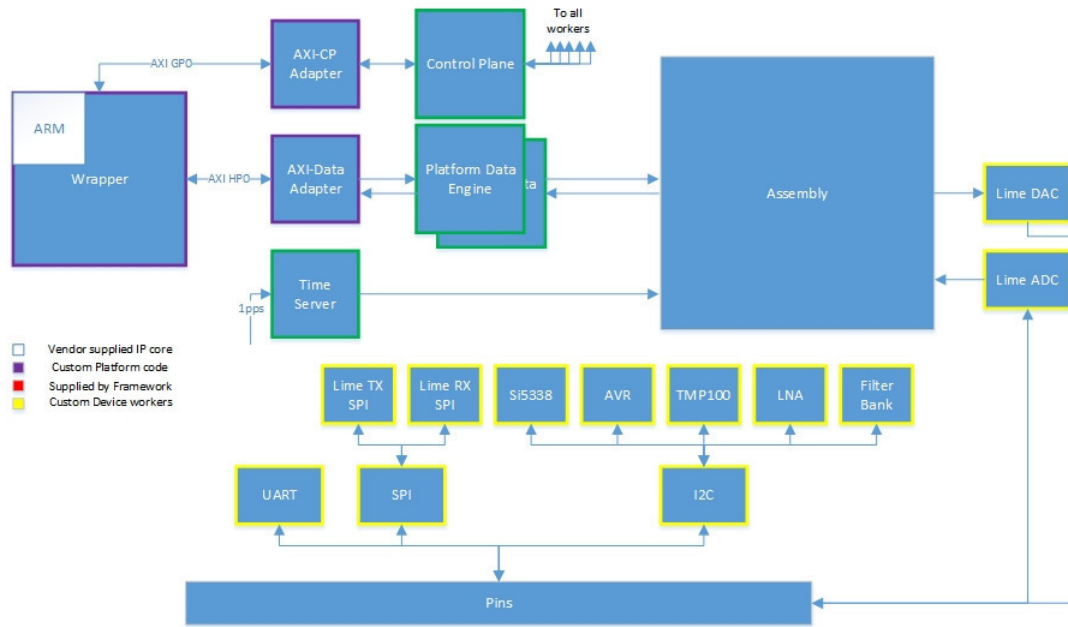 To all
workers
AXI-CP
Adapter
Control Plane
AXI GP0
ARM
Wrapper
AXI HP0
AXI-Data
Adapter
Platform Data
Engine
ta
Assembly
Lime DAC
Lime ADC
Time
Server
1pps
Vendor supplied IP core
Custom Platform code
Supplied by Framework
Custom Device workers
Lime TX
SPI
Lime RX
SPI
Si5338
AVR
TMP100
LNA
Filter
Bank
UART
SPI
I2C
Pins